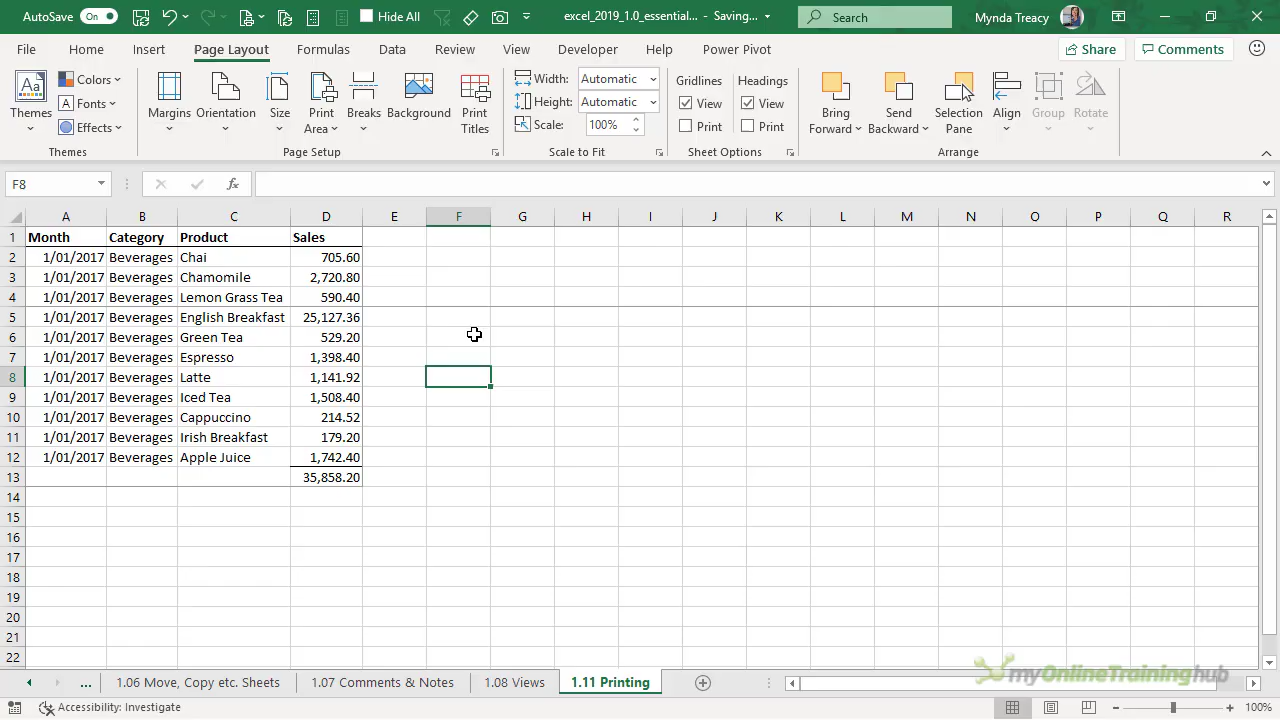 AutoSave On Hide All excel_2019_1.0_essential... - Saving... Search Mynda Treacy
File Home Insert Page Layout Formulas Data Review View Developer Help Power Pivot Share Comments
Themes Colors Fonts Effects Margins Orientation Size Print Area Breaks Background Print Titles
Width: Automatic
Height: Automatic
Scale: 100%
Gridlines Headings
View View
Print Print
Bring Forward Send Backward Selection Pane Align Group Rotate
Themes Page Setup Scale to Fit Sheet Options Arrange
F8 fx
A B C D E F G H I J K L M N O P Q R
1 Month Category Product Sales
2 1/01/2017 Beverages Chai 705.60
3 1/01/2017 Beverages Chamomile 2,720.80
4 1/01/2017 Beverages Lemon Grass Tea 590.40
5 1/01/2017 Beverages English Breakfast 25,127.36
6 1/01/2017 Beverages Green Tea 529.20
7 1/01/2017 Beverages Espresso 1,398.40
8 1/01/2017 Beverages Latte 1,141.92
9 1/01/2017 Beverages Iced Tea 1,508.40
10 1/01/2017 Beverages Cappuccino 214.52
11 1/01/2017 Beverages Irish Breakfast 179.20
12 1/01/2017 Beverages Apple Juice 1,742.40
13 35,858.20
14
15
16
17
18
19
20
21
22
... 1.06 Move, Copy etc. Sheets 1.07 Comments & Notes 1.08 Views 1.11 Printing
myOnlineTraininghub
Accessibility: Investigate 100%